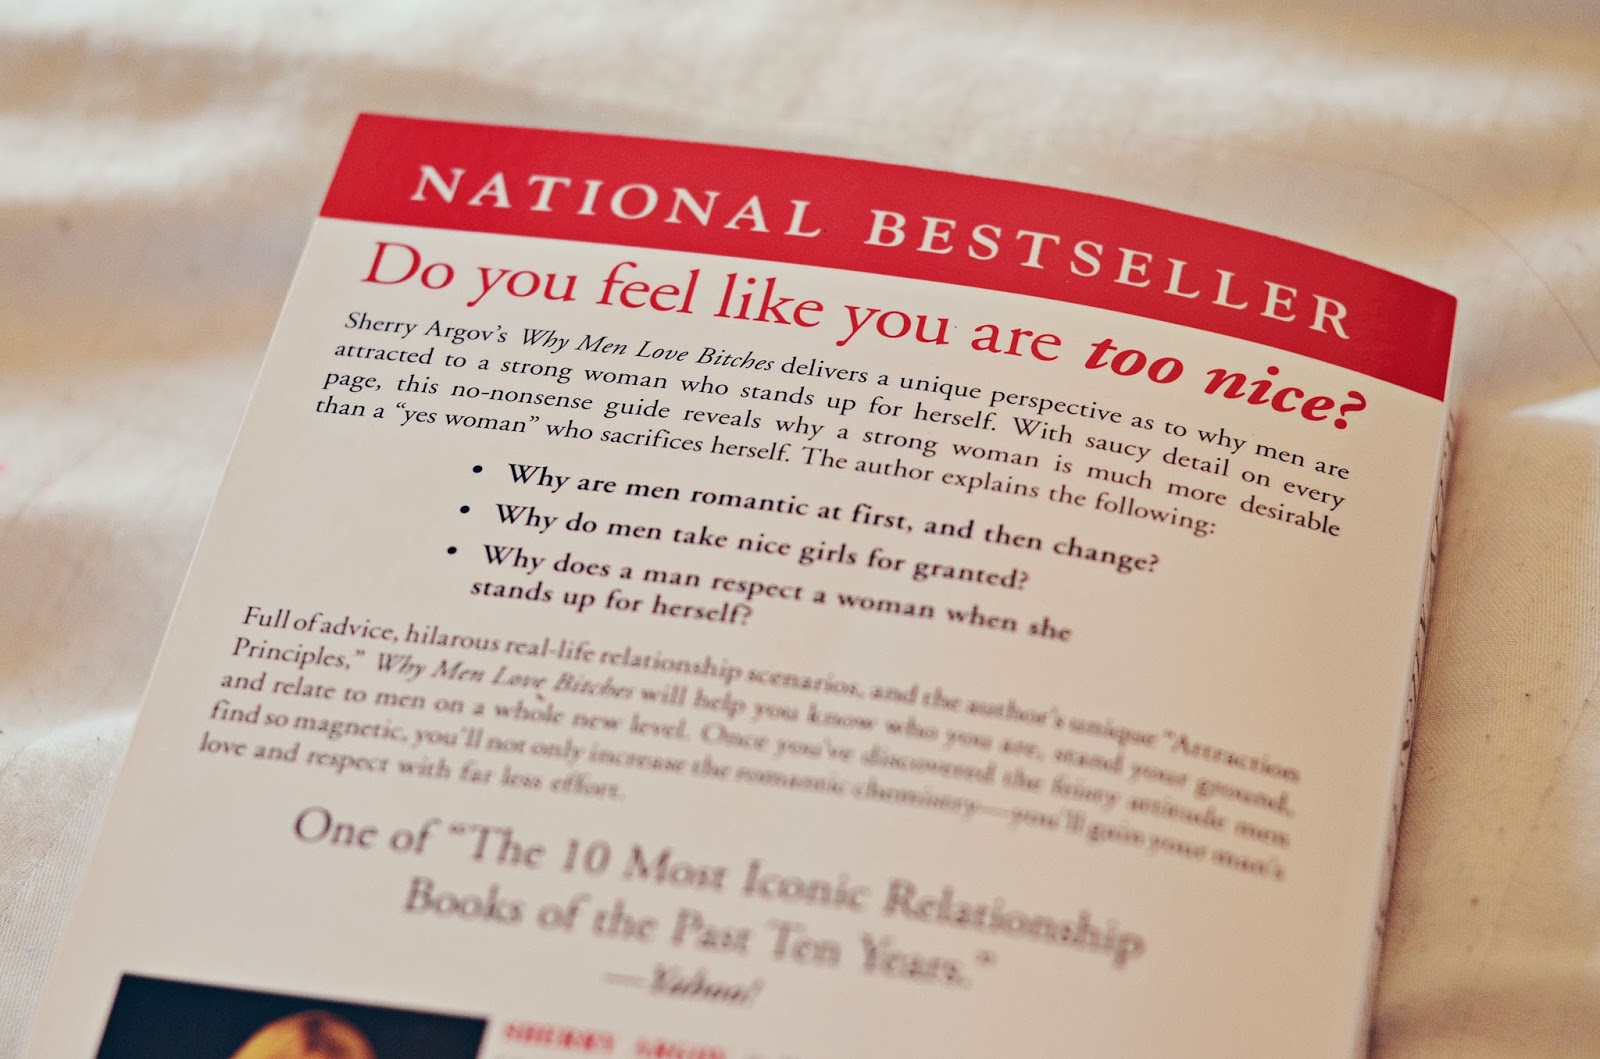 NATIONAL BESTSELLER
Do you feel like you are too nice?
Sherry Argov's Why Men Love Bitches delivers a unique perspective as to why men are
attracted to a strong woman who stands up for herself. With saucy detail on every
page, this no-nonsense guide reveals why a strong woman is much more desirable
than a "yes woman" who sacrifices herself. The author explains the following:
• Why are men romantic at first, and then change?
• Why do men take nice girls for granted?
• Why does a man respect a woman when she
stands up for herself?
Full of advice, hilarous real-life relationship scenarios, and the author's unique "Attraction
Principles," Why Men Love Bitches will help you know who you are, stand your ground,
and relate to men on a whole new level. Once you've discovered the feisty attitude men
find so magnetic, you'll not only increase the romantic chemistry—you'll gain your man's
love and respect with far less effort.
One of "The 10 Most Iconic Relationship
Books of the Past Ten Years."
—Yahoo!
SHERRY ARGOV